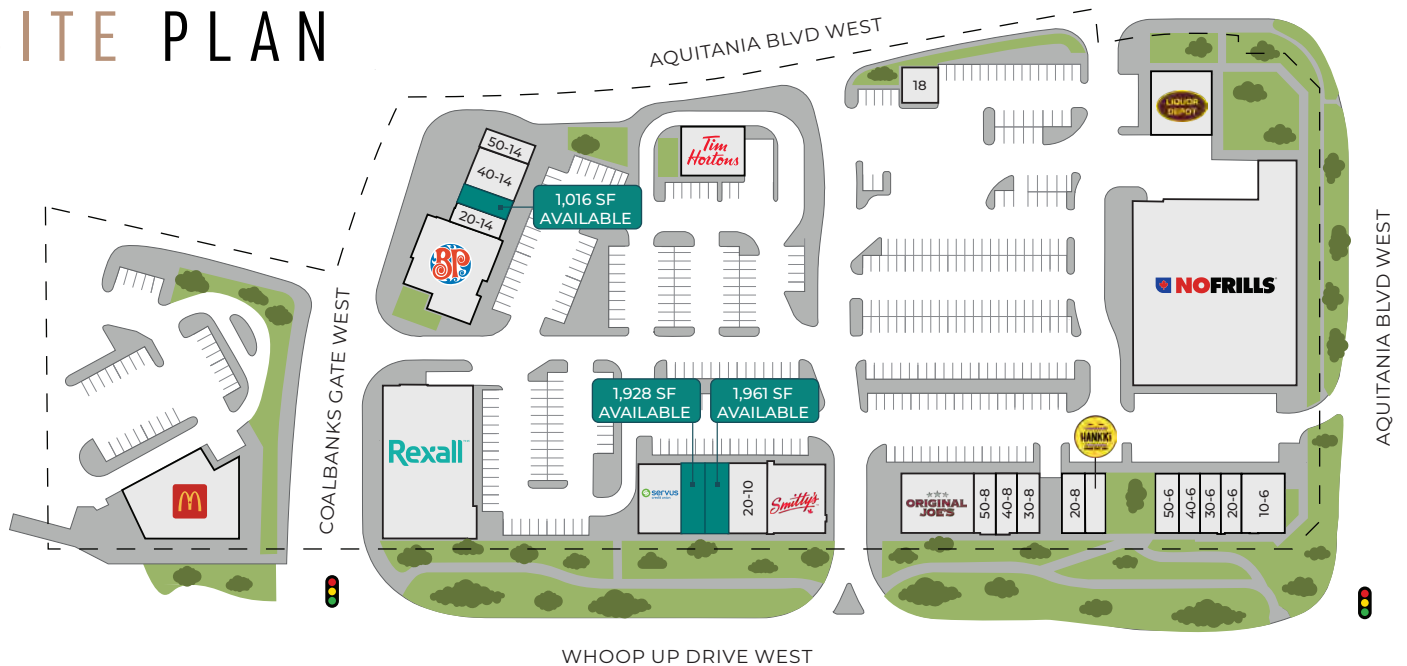 ITE PLAN
AQUITANIA BLVD WEST
18
LIQUOR
DEPOT
50-14
40-14
1,016 SF
AVAILABLE
20-14
BP
Tim
Hortons
NOFRILLS
AQUITANIA BLVD WEST
COALBANKS GATE WEST
1,928 SF
AVAILABLE
1,961 SF
AVAILABLE
Rexall
HANKKI
servus
credit union
20-10
Smitty's
ORIGINAL
JOE'S
50-8
40-8
30-8
20-8
50-6
40-6
30-6
20-6
10-6
WHOOP UP DRIVE WEST